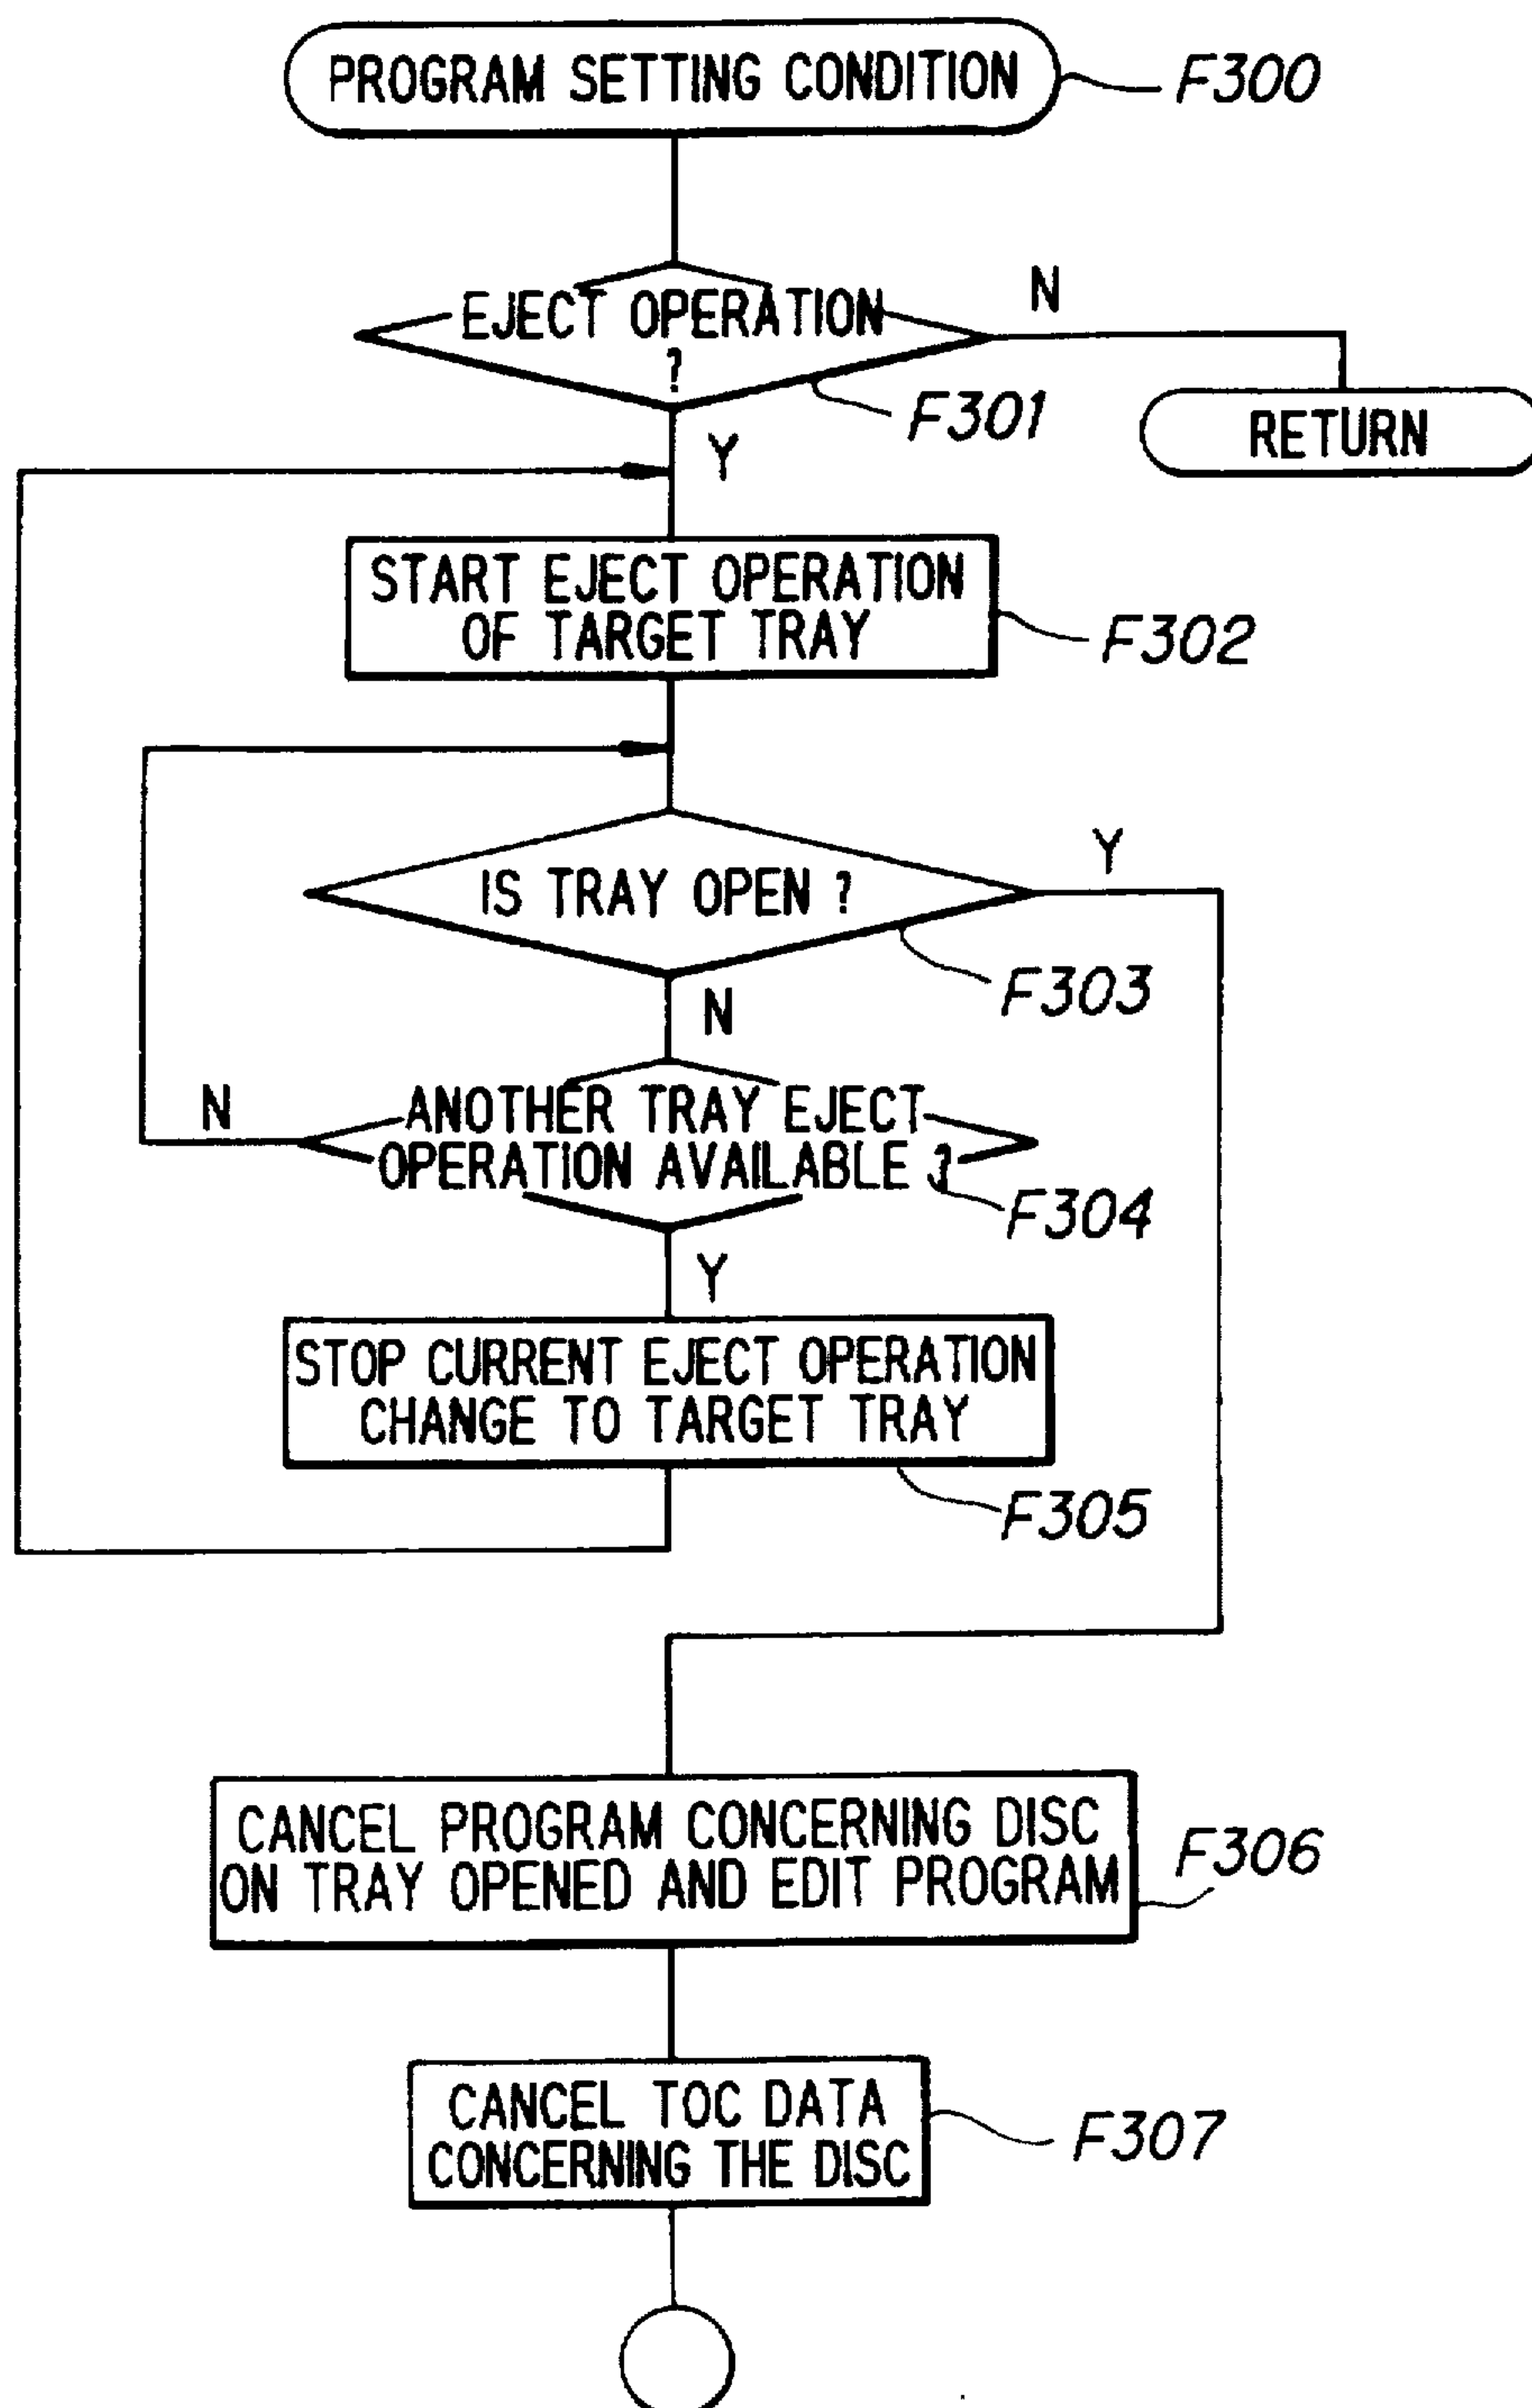 PROGRAM SETTING CONDITION
F300
EJECT OPERATION
?
N
F301
RETURN
Y
START EJECT OPERATION
OF TARGET TRAY
F302
IS TRAY OPEN ?
Y
F303
N
ANOTHER TRAY EJECT
OPERATION AVAILABLE ?
N
F304
Y
STOP CURRENT EJECT OPERATION
CHANGE TO TARGET TRAY
F305
CANCEL PROGRAM CONCERNING DISC
ON TRAY OPENED AND EDIT PROGRAM
F306
CANCEL TOC DATA
CONCERNING THE DISC
F307